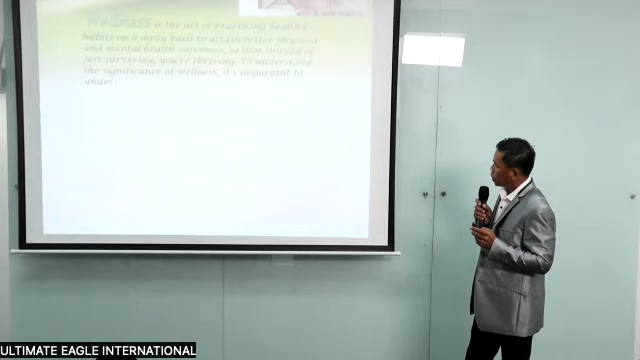 Wellness is the act of practicing healthy
habits on a daily basis to attain better physical
and mental health outcomes, so that instead of
just surviving, you're thriving. To understand
the significance of wellness, it's important to
under
ULTIMATE EAGLE INTERNATIONAL